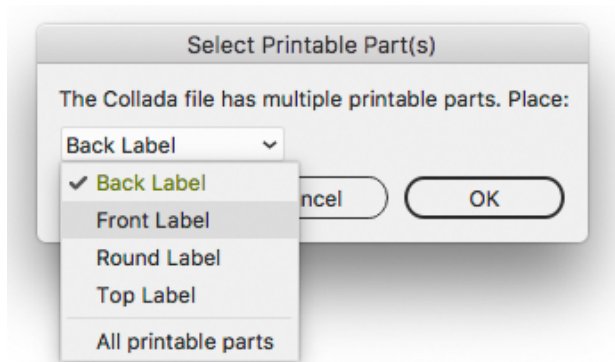 Select Printable Part(s)
The Collada file has multiple printable parts. Place:
Back Label
Back Label
ncel
OK
Front Label
Round Label
Top Label
All printable parts